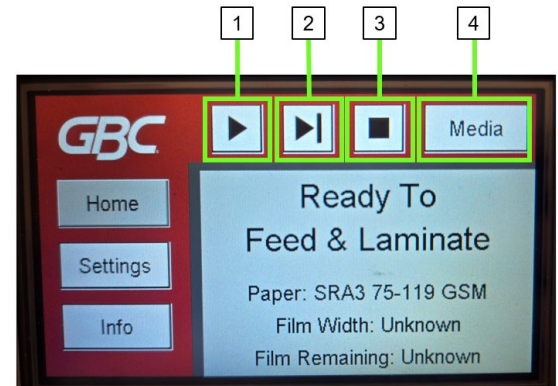 1 2 3 4
GBC
Media
Home
Settings
Info
Ready To
Feed & Laminate
Paper: SRA3 75-119 GSM
Film Width: Unknown
Film Remaining: Unknown